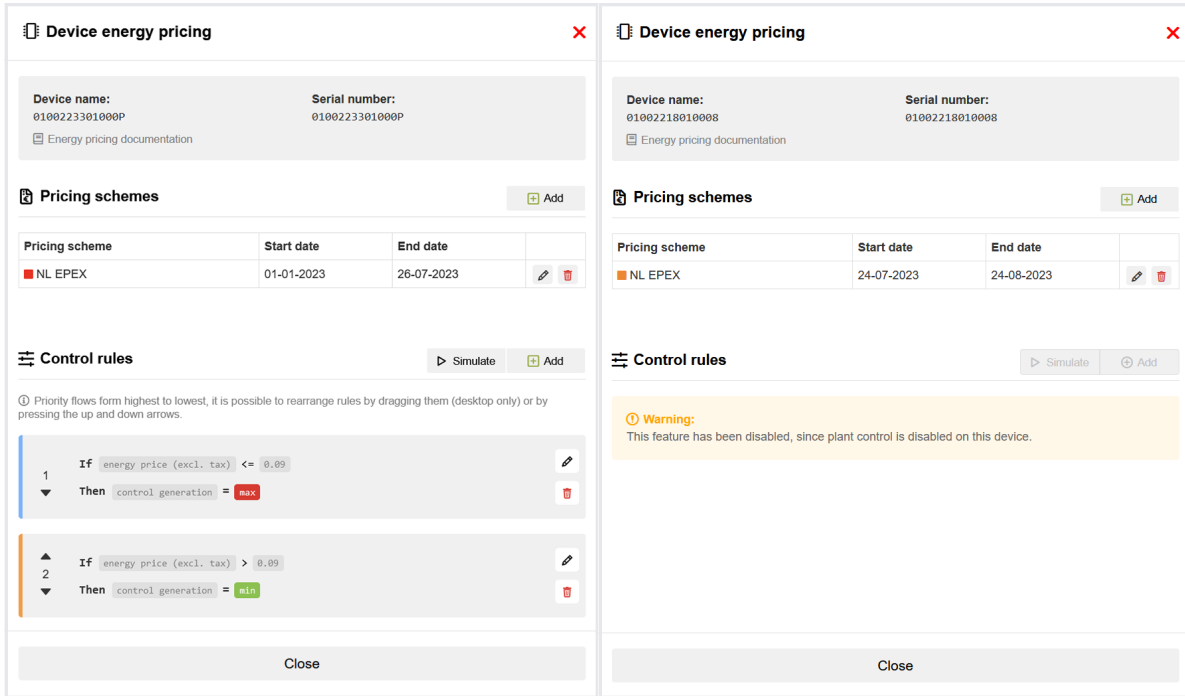 Device energy pricing
Device name:
Serial number:
0100223301000P
0100223301000P
Energy pricing documentation
Pricing schemes
Add
Pricing scheme
Start date
End date
NL EPEX
01-01-2023
26-07-2023
Control rules
Simulate
Add
Priority flows form highest to lowest, it is possible to rearrange rules by dragging them (desktop only) or by
pressing the up and down arrows.
1
If energy price (excl. tax) <= 0.09
Then control generation = max
2
If energy price (excl. tax) > 0.09
Then control generation = min
Close
Device energy pricing
Device name:
Serial number:
01002218010008
01002218010008
Energy pricing documentation
Pricing schemes
Add
Pricing scheme
Start date
End date
NL EPEX
24-07-2023
24-08-2023
Control rules
Simulate
Add
Warning:
This feature has been disabled, since plant control is disabled on this device.
Close